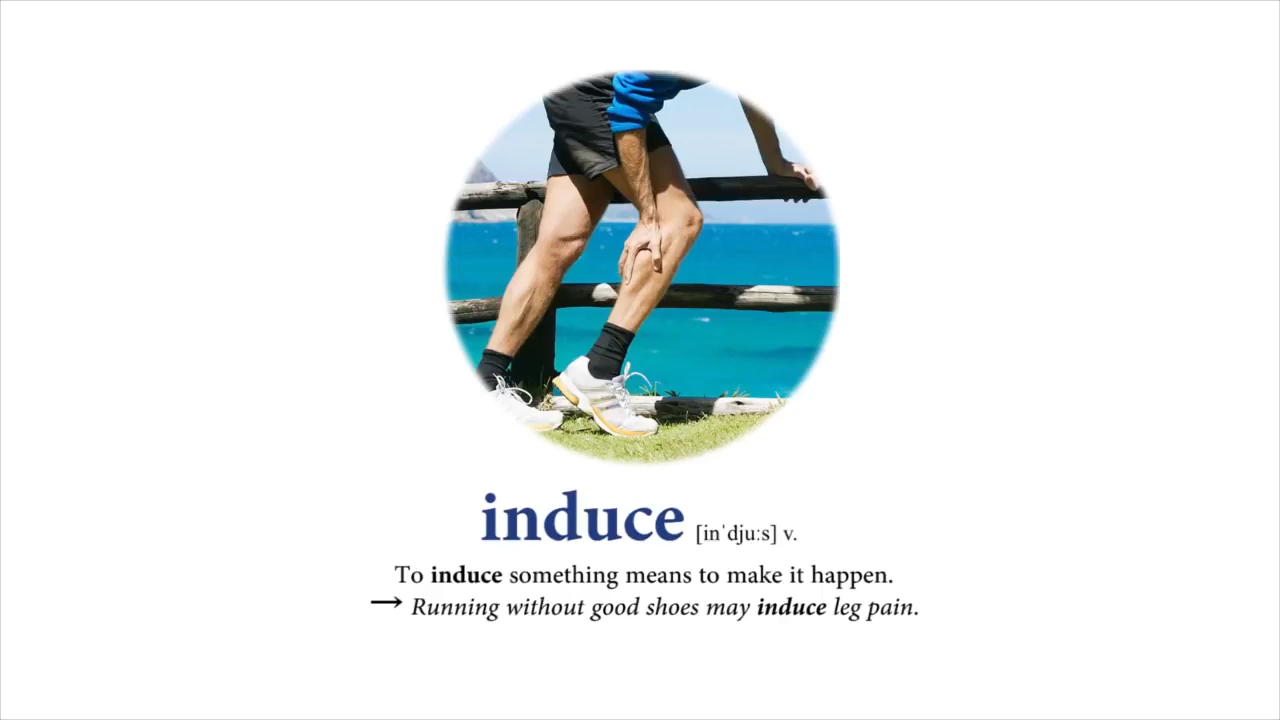 induce [inˈdjuːs] v.
To induce something means to make it happen.
→ Running without good shoes may induce leg pain.